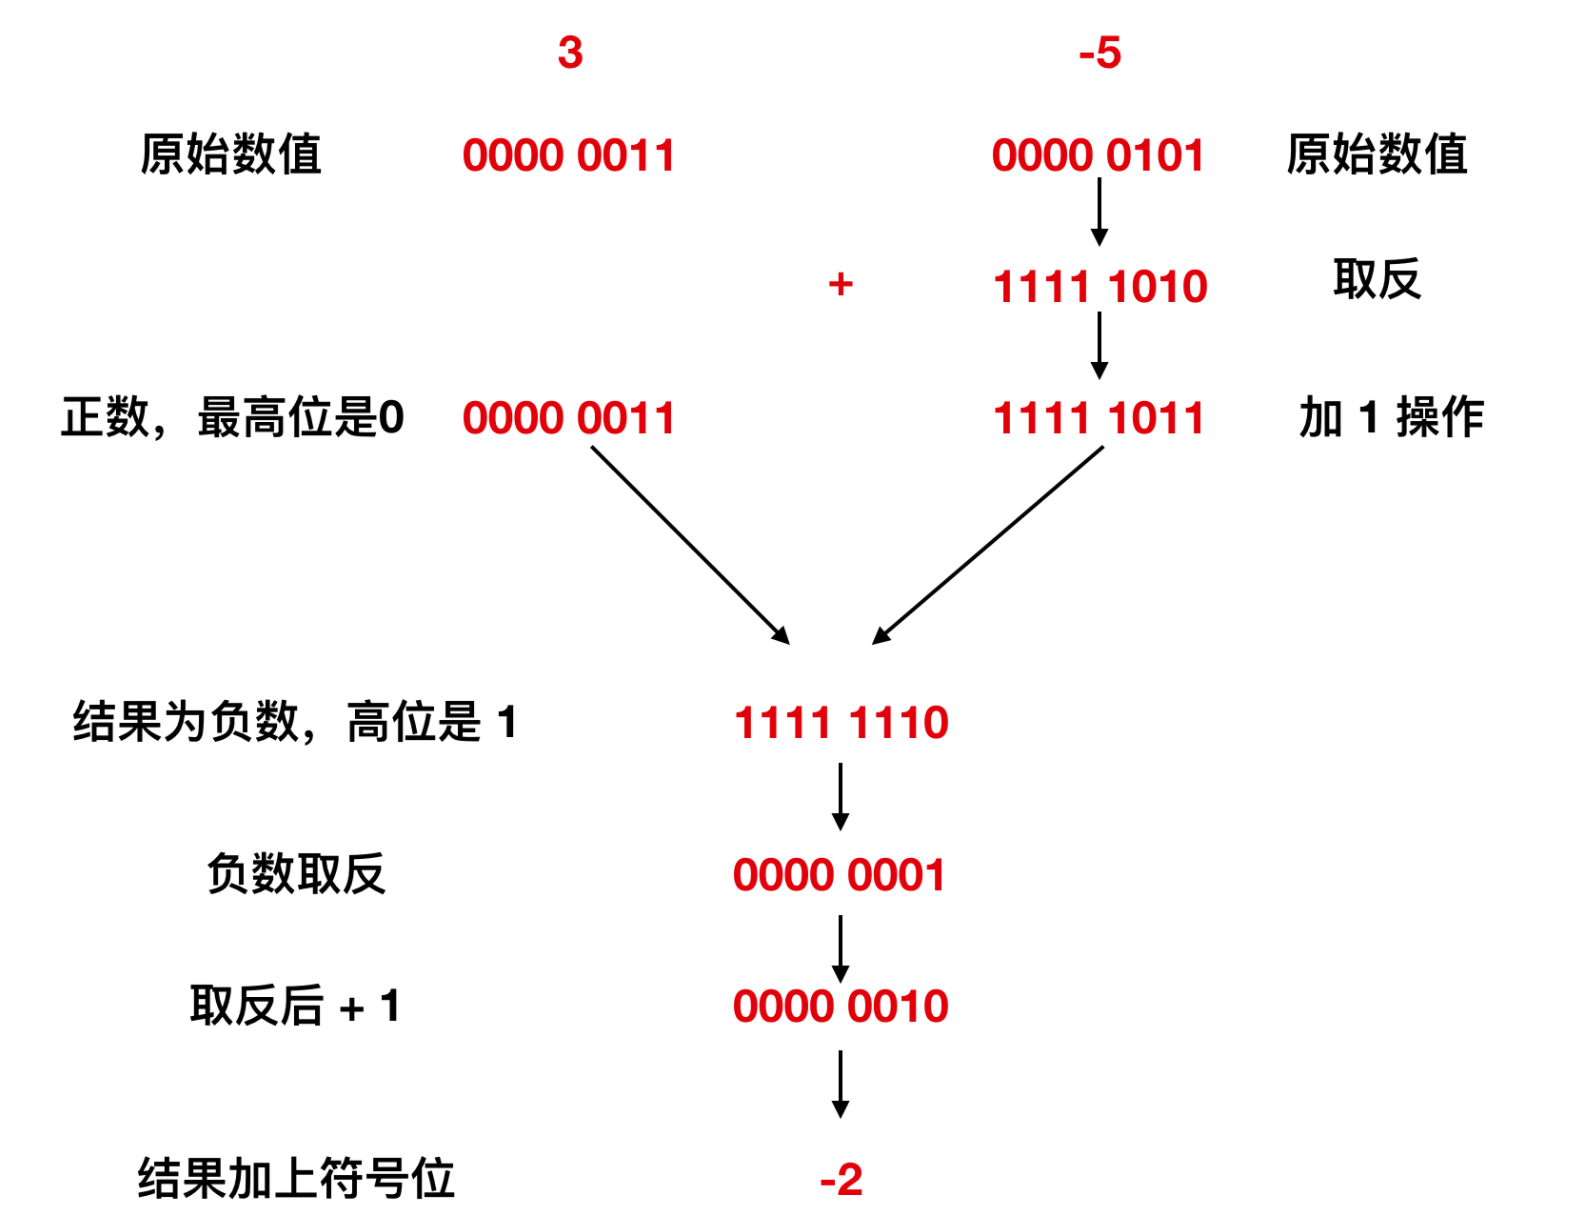 3 -5
原始数值 0000 0011 0000 0101 原始数值
+ 1111 1010 取反
正数，最高位是0 0000 0011 1111 1011 加 1 操作
结果为负数，高位是 1 1111 1110
负数取反 0000 0001
取反后 + 1 0000 0010
结果加上符号位 -2